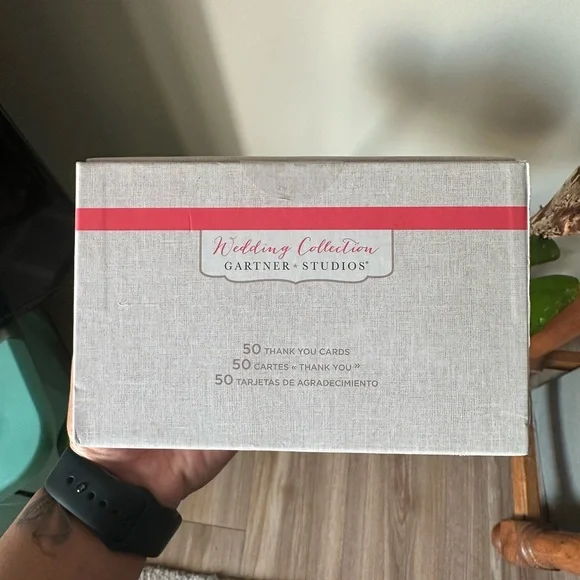 Wedding Collection
GARTNER ★ STUDIOS®
50 THANK YOU CARDS
50 CARTES « THANK YOU »
50 TARJETAS DE AGRADECIMIENTO